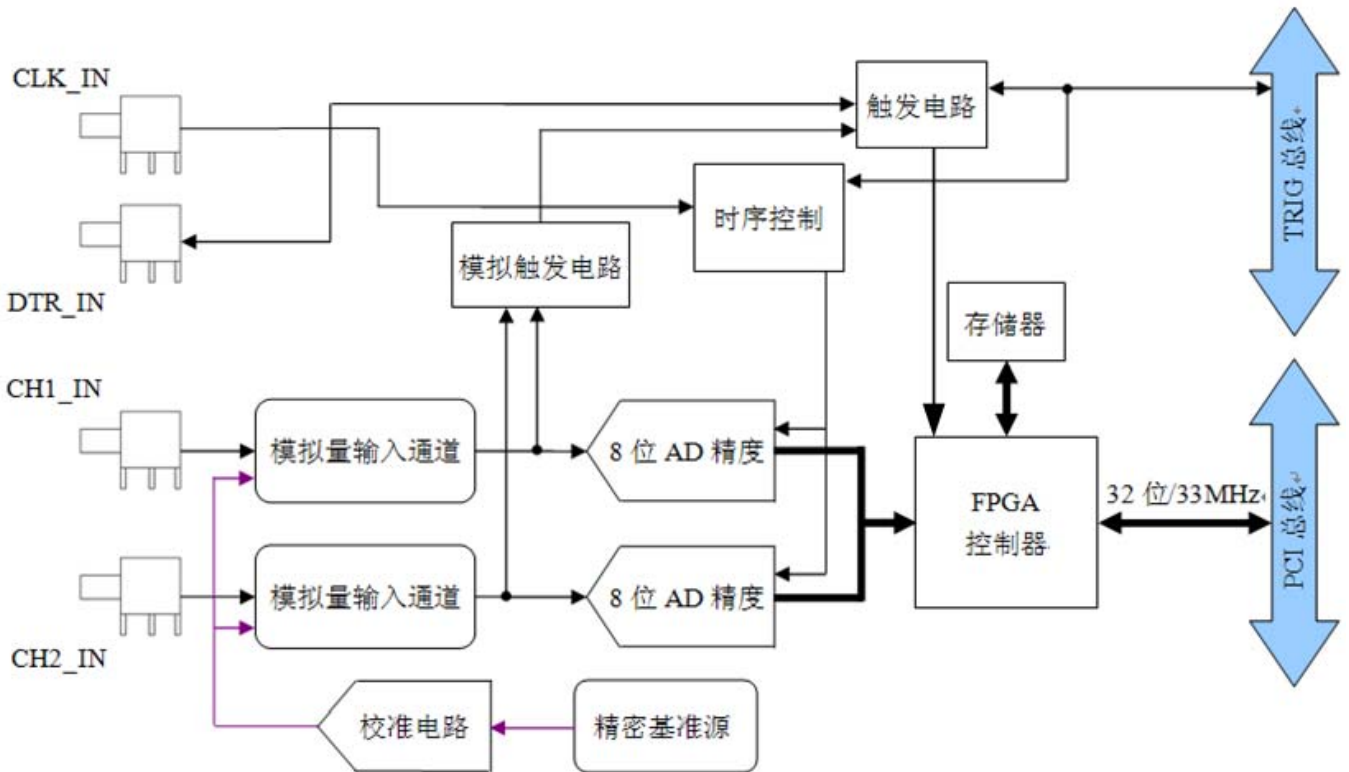 CLK_IN
触发电路
TRIG 总线
时序控制
模拟触发电路
DTR_IN
存储器
CH1_IN
模拟量输入通道
8 位 AD 精度
FPGA
控制器
32 位/33MHz
PCI 总线
模拟量输入通道
8 位 AD 精度
CH2_IN
校准电路
精密基准源